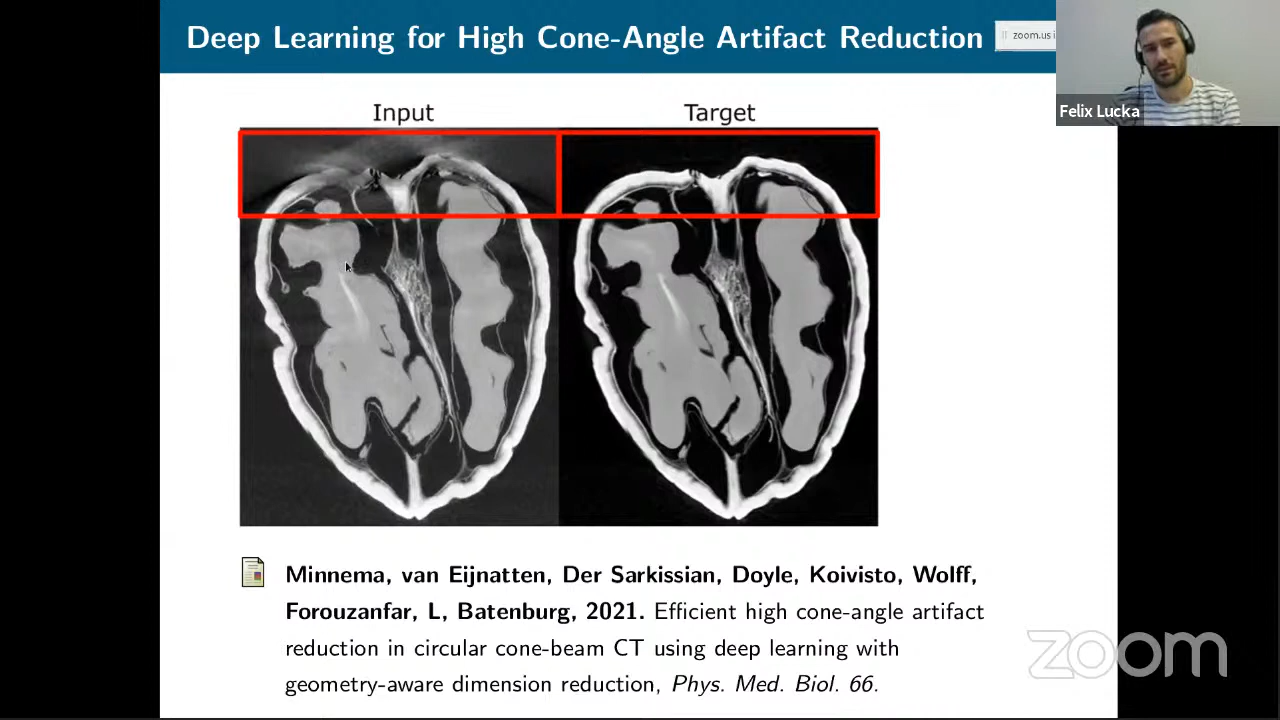 Deep Learning for High Cone-Angle Artifact Reduction
zoom.us i
Felix Lucka
Input
Target
Minnema, van Eijnatten, Der Sarkissian, Doyle, Koivisto, Wolff,
Forouzanfar, L, Batenburg, 2021. Efficient high cone-angle artifact
reduction in circular cone-beam CT using deep learning with
geometry-aware dimension reduction, Phys. Med. Biol. 66.
zoom